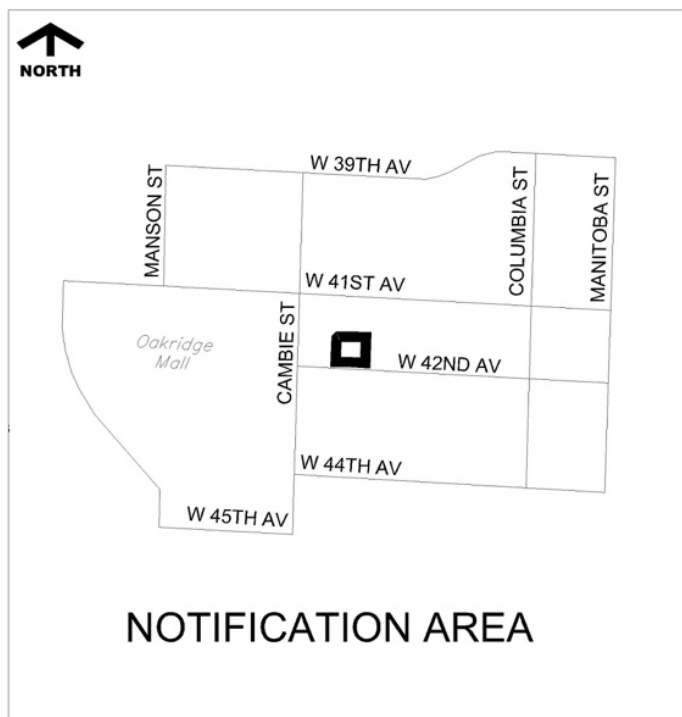 NORTH
W 39TH AV
MANSON ST
COLUMBIA ST
MANITOBA ST
W 41ST AV
Oakridge
Mall
CAMBIE ST
W 42ND AV
W 44TH AV
W 45TH AV
NOTIFICATION AREA